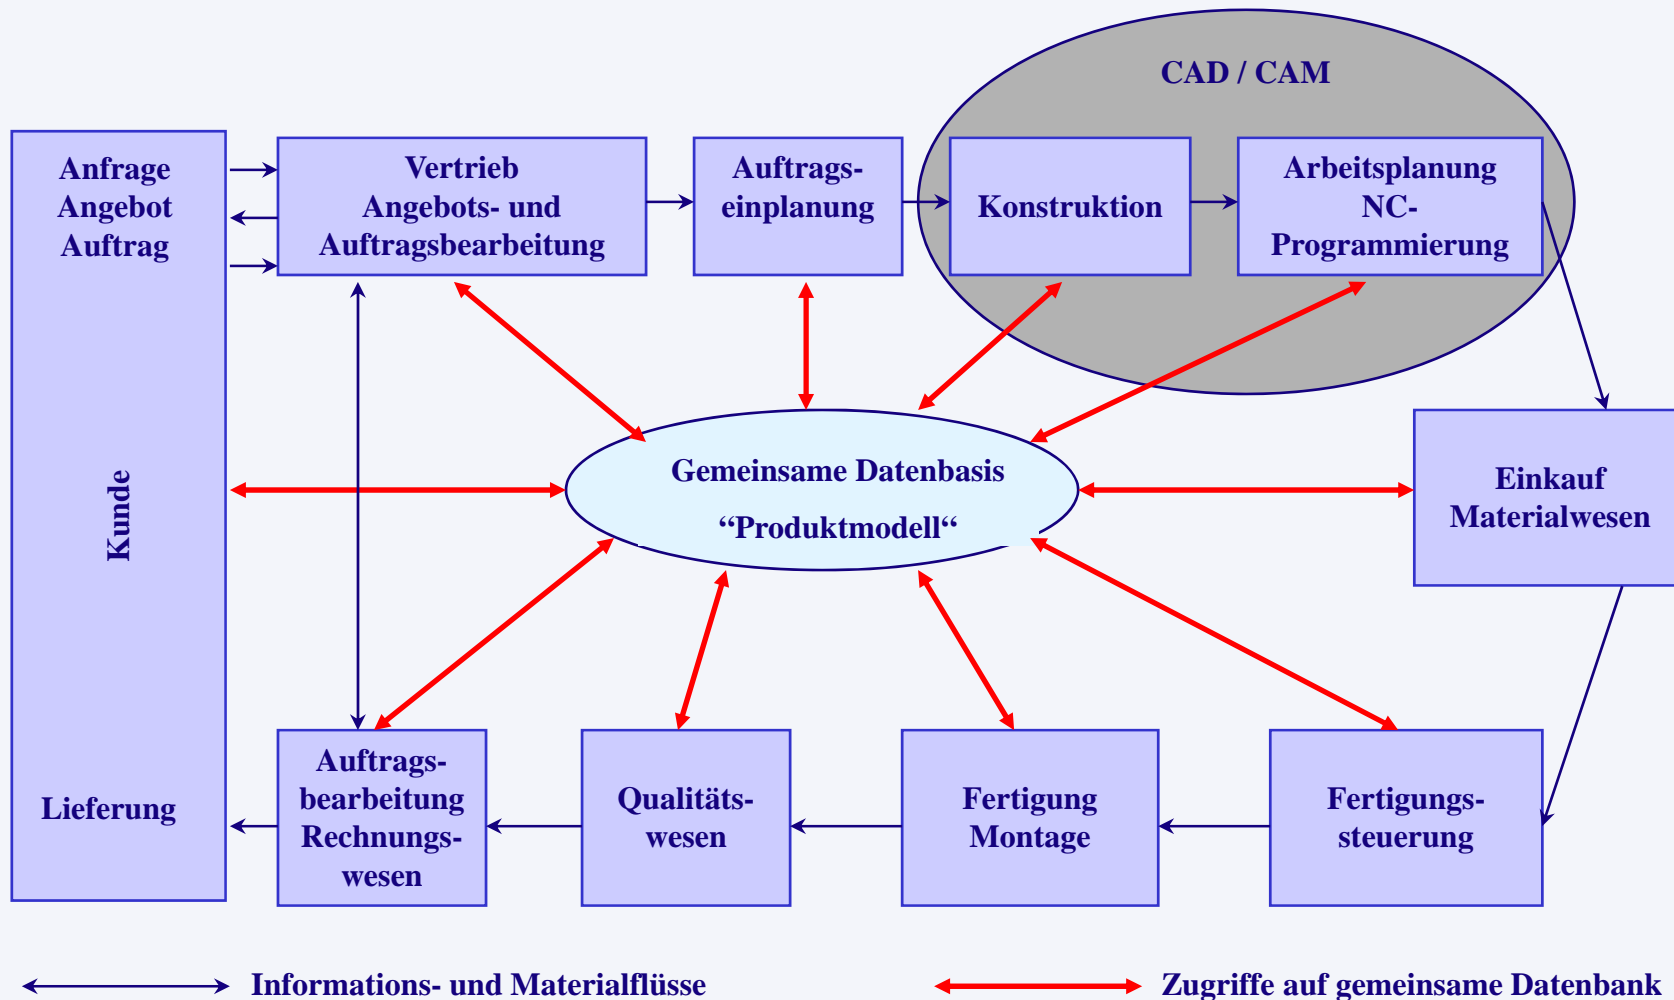 CAD / CAM
Anfrage
Angebot
Auftrag
Kunde
Lieferung
Vertrieb
Angebots- und
Auftragsbearbeitung
Auftrags-
einplanung
Konstruktion
Arbeitsplanung
NC-
Programmierung
Gemeinsame Datenbasis
“Produktmodell“
Einkauf
Materialwesen
Auftrags-
bearbeitung
Rechnungs-
wesen
Qualitäts-
wesen
Fertigung
Montage
Fertigungs-
steuerung
Informations- und Materialflüsse
Zugriffe auf gemeinsame Datenbank